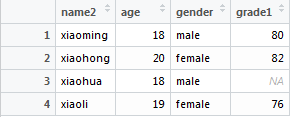 name2 age gender grade1
1 xiaoming 18 male 80
2 xiaohong 20 female 82
3 xiaohua 18 male NA
4 xiaoli 19 female 76